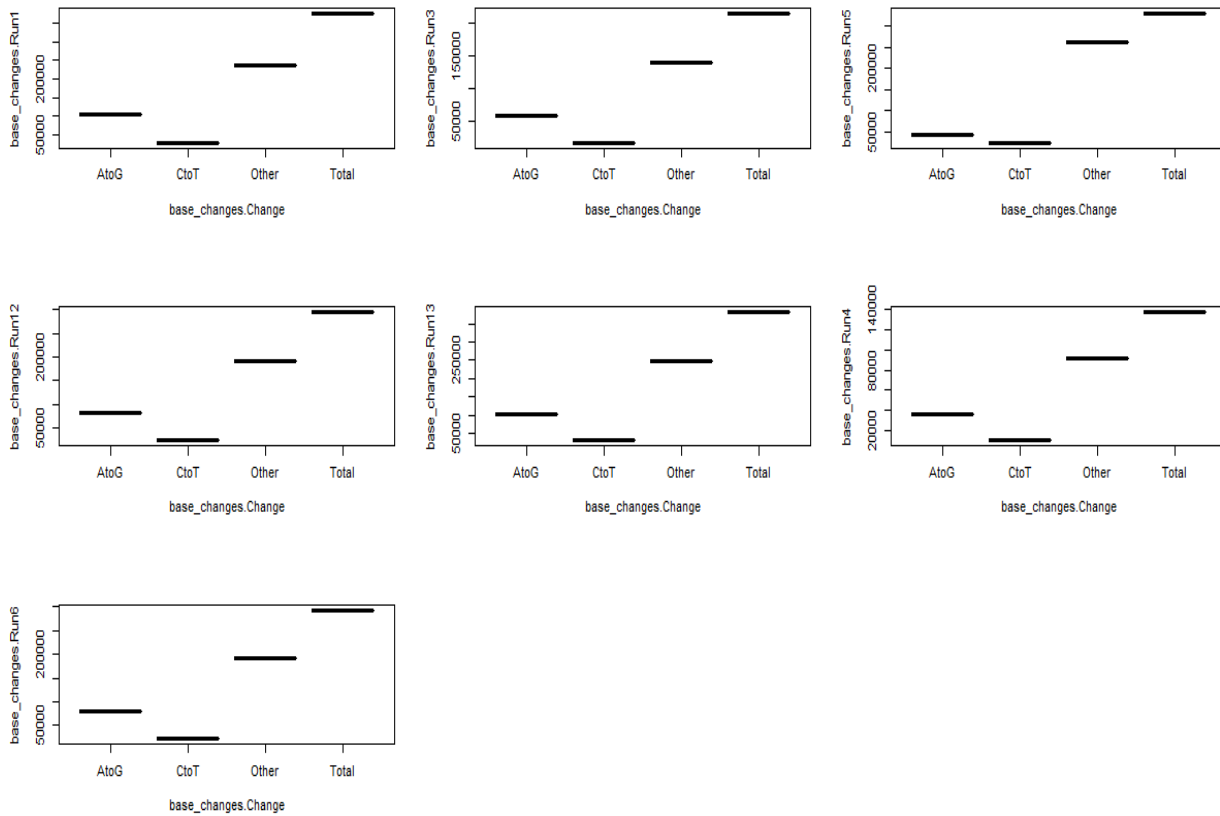 base_changes.Run1
200000
50000
AtoG CtoT Other Total
base_changes.Change
base_changes.Run3
150000
50000
AtoG CtoT Other Total
base_changes.Change
base_changes.Run5
200000
50000
AtoG CtoT Other Total
base_changes.Change
base_changes.Run12
200000
50000
AtoG CtoT Other Total
base_changes.Change
base_changes.Run13
250000
50000
AtoG CtoT Other Total
base_changes.Change
base_changes.Run4
140000
80000
20000
AtoG CtoT Other Total
base_changes.Change
base_changes.Run6
200000
50000
AtoG CtoT Other Total
base_changes.Change